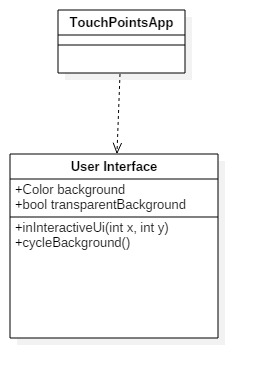 TouchPointsApp
User Interface
+Color background
+bool transparentBackground
+inInteractiveUi(int x, int y)
+cycleBackground()